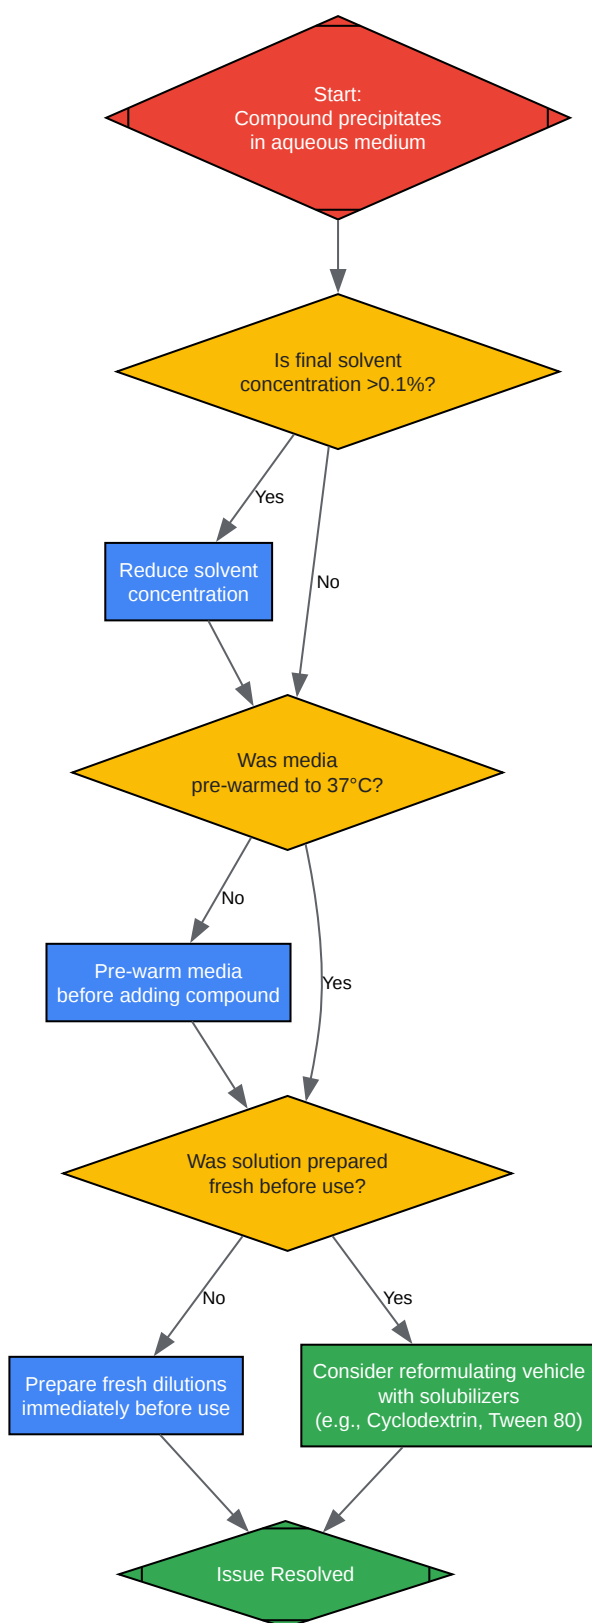 Start:
Compound precipitates
in aqueous medium
Is final solvent
concentration >0.1%?
Yes
Reduce solvent
concentration
No
Was media
pre-warmed to 37°C?
No
Pre-warm media
before adding compound
Yes
Was solution prepared
fresh before use?
No
Yes
Prepare fresh dilutions
immediately before use
Consider reformulating vehicle
with solubilizers
(e.g., Cyclodextrin, Tween 80)
Issue Resolved